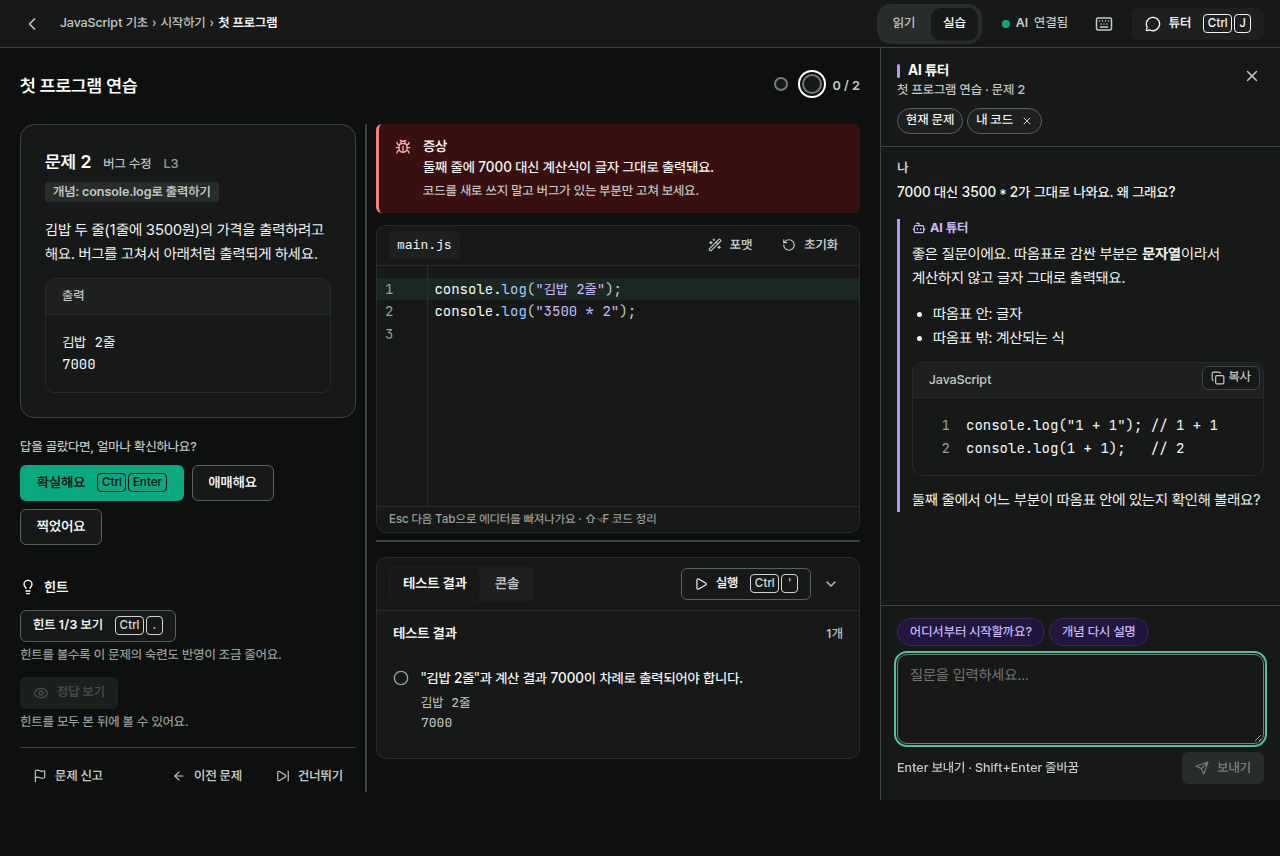 JavaScript 기초 › 시작하기 › 첫 프로그램
읽기 실습
AI 연결됨
튜터 Ctrl J
첫 프로그램 연습
0 / 2
문제 2 버그 수정 L3
개념: console.log로 출력하기
김밥 두 줄(1줄에 3500원)의 가격을 출력하려고
해요. 버그를 고쳐서 아래처럼 출력되게 하세요.
출력
김밥 2줄
7000
답을 골랐다면, 얼마나 확신하나요?
확실해요 Ctrl Enter
애매해요
찍었어요
힌트
힌트 1/3 보기 Ctrl .
힌트를 볼수록 이 문제의 숙련도 반영이 조금 줄어요.
정답 보기
힌트를 모두 본 뒤에 볼 수 있어요.
문제 신고
이전 문제
건너뛰기
증상
둘째 줄에 7000 대신 계산식이 글자 그대로 출력돼요.
코드를 새로 쓰지 말고 버그가 있는 부분만 고쳐 보세요.
main.js
포맷
초기화
1 console.log("김밥 2줄");
2 console.log("3500 * 2");
3
Esc 다음 Tab으로 에디터를 빠져나가요 · ⇧⌥F 코드 정리
테스트 결과
콘솔
실행 Ctrl '
테스트 결과
1개
"김밥 2줄"과 계산 결과 7000이 차례로 출력되어야 합니다.
김밥 2줄
7000
AI 튜터
첫 프로그램 연습 · 문제 2
현재 문제
내 코드 ×
나
7000 대신 3500 * 2가 그대로 나와요. 왜 그래요?
AI 튜터
좋은 질문이에요. 따옴표로 감싼 부분은 문자열이라서
계산하지 않고 글자 그대로 출력돼요.
• 따옴표 안: 글자
• 따옴표 밖: 계산되는 식
JavaScript
복사
1 console.log("1 + 1"); // 1 + 1
2 console.log(1 + 1);   // 2
둘째 줄에서 어느 부분이 따옴표 안에 있는지 확인해 볼래요?
어디서부터 시작할까요?
개념 다시 설명
질문을 입력하세요...
Enter 보내기 · Shift+Enter 줄바꿈
보내기